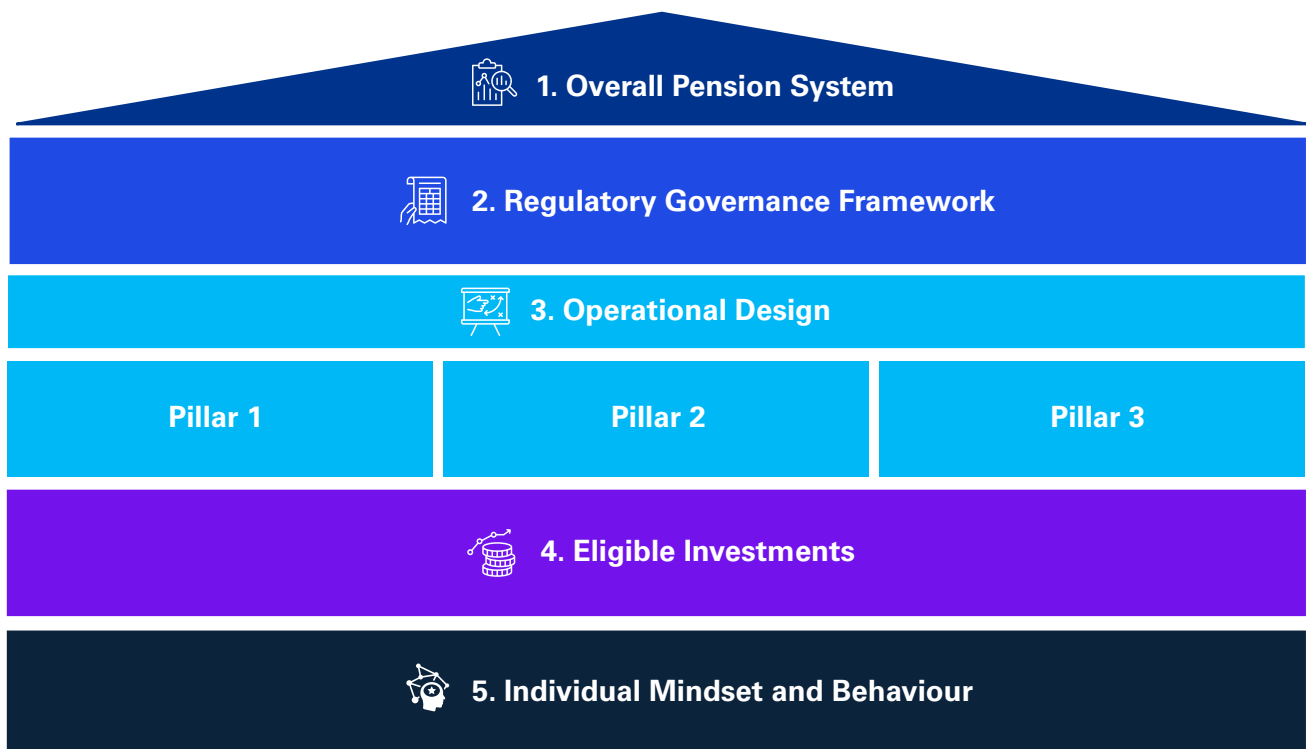 1. Overall Pension System
2. Regulatory Governance Framework
3. Operational Design
Pillar 1
Pillar 2
Pillar 3
4. Eligible Investments
5. Individual Mindset and Behaviour